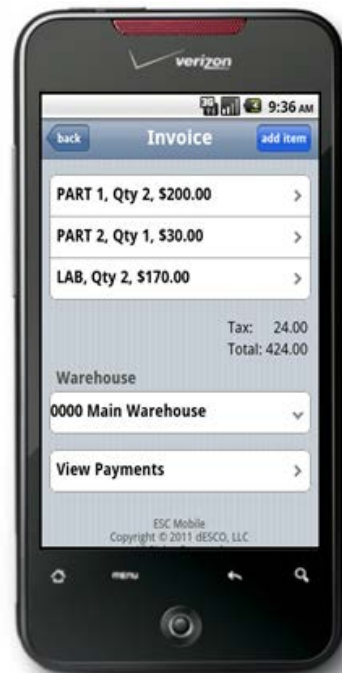 verizon
3G
9:36 AM
back
Invoice
add item
PART 1, Qty 2, $200.00
PART 2, Qty 1, $30.00
LAB, Qty 2, $170.00
Tax: 24.00
Total: 424.00
Warehouse
0000 Main Warehouse
View Payments
ESC Mobile
Copyright © 2011 dESCO, LLC
MENU